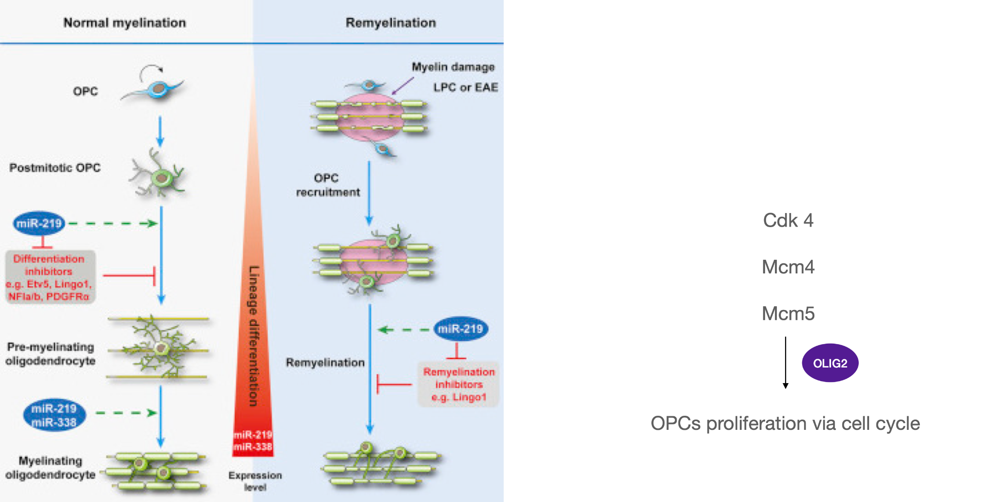 Normal myelination
Remyelination
OPC
Postmitotic OPC
miR-219
Differentiation
inhibitors
e.g. Etv5, Lingo1,
NFIa/b, PDGFRα
Pre-myelinating
oligodendrocyte
miR-219
miR-338
Myelinating
oligodendrocyte
Lineage differentiation
miR-219
miR-338
Expression
level
Myelin damage
LPC or EAE
OPC
recruitment
miR-219
Remyelination
Remyelination
inhibitors
e.g. Lingo1
Cdk 4
Mcm4
Mcm5
OLIG2
OPCs proliferation via cell cycle